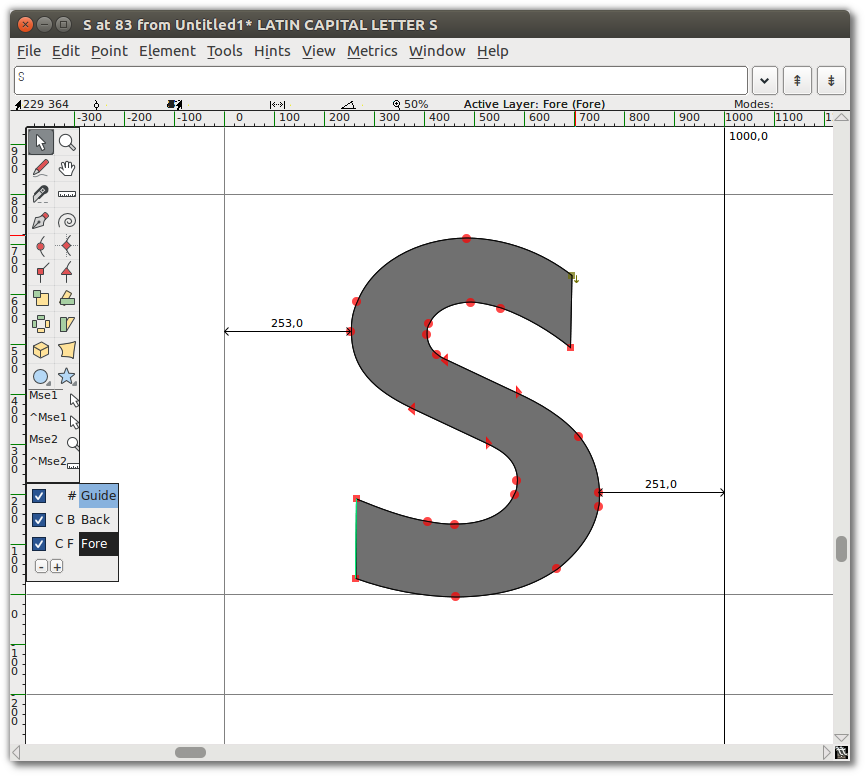 S at 83 from Untitled1* LATIN CAPITAL LETTER S
File Edit Point Element Tools Hints View Metrics Window Help
S
229 364 50% Active Layer: Fore (Fore) Modes:
-300 -200 -100 0 100 200 300 400 500 600 700 800 900 1000 1100 1
1000,0
900
800
700
600
500
400
300
200
100
0
-100
-200
253,0
251,0
Mse1
^Mse1
Mse2
^Mse2
# Guide
C B Back
C F Fore
- +
S